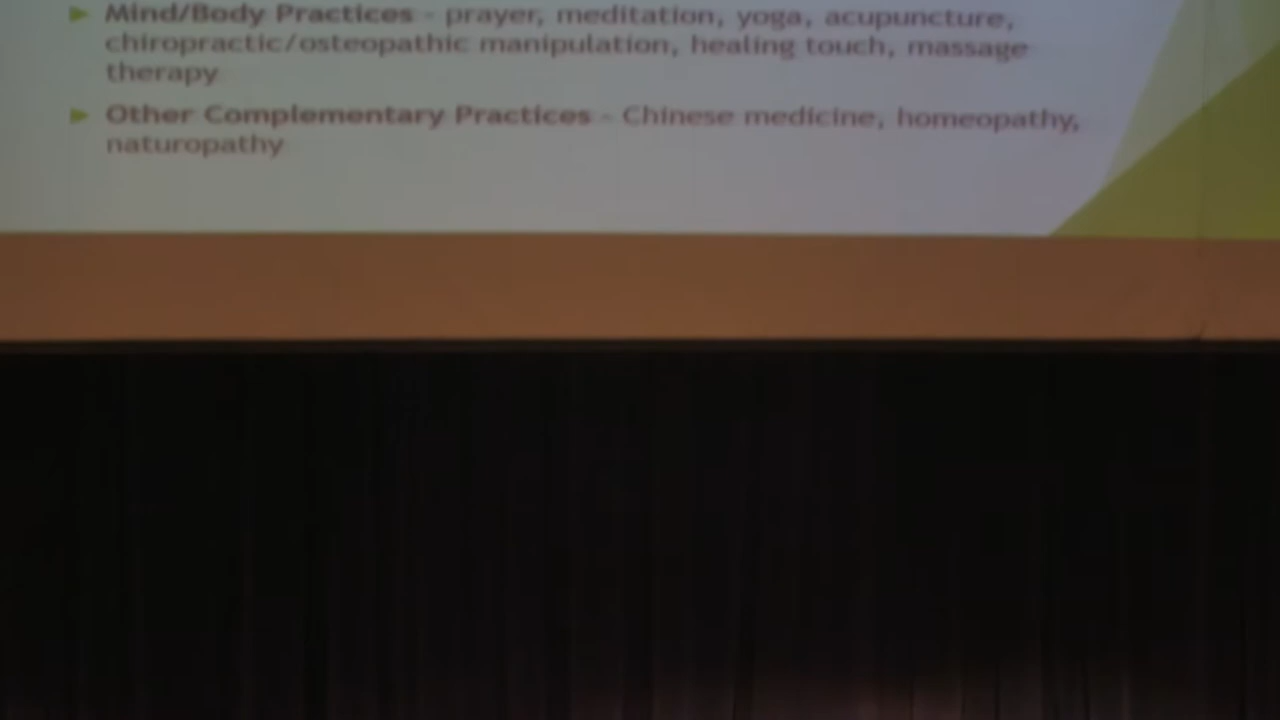 Mind/Body Practices - prayer, meditation, yoga, acupuncture,
chiropractic/osteopathic manipulation, healing touch, massage
therapy
Other Complementary Practices - Chinese medicine, homeopathy,
naturopathy